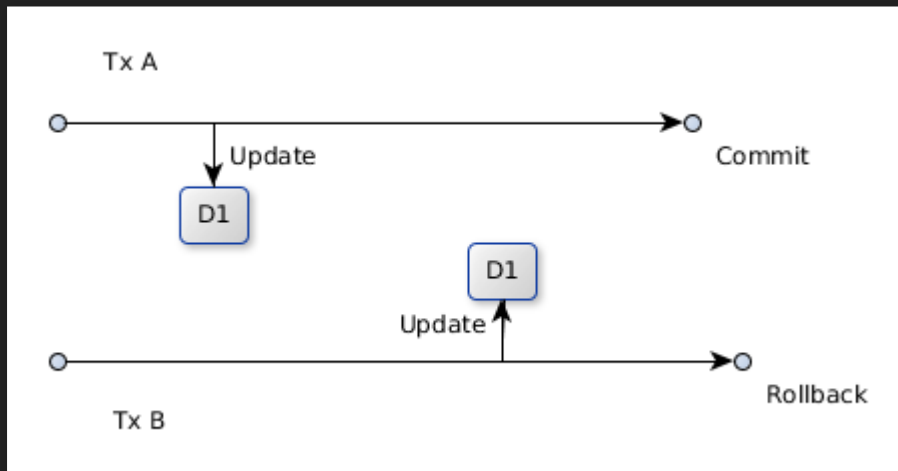 Tx A
Update
Commit
D1
D1
Update
Rollback
Tx B